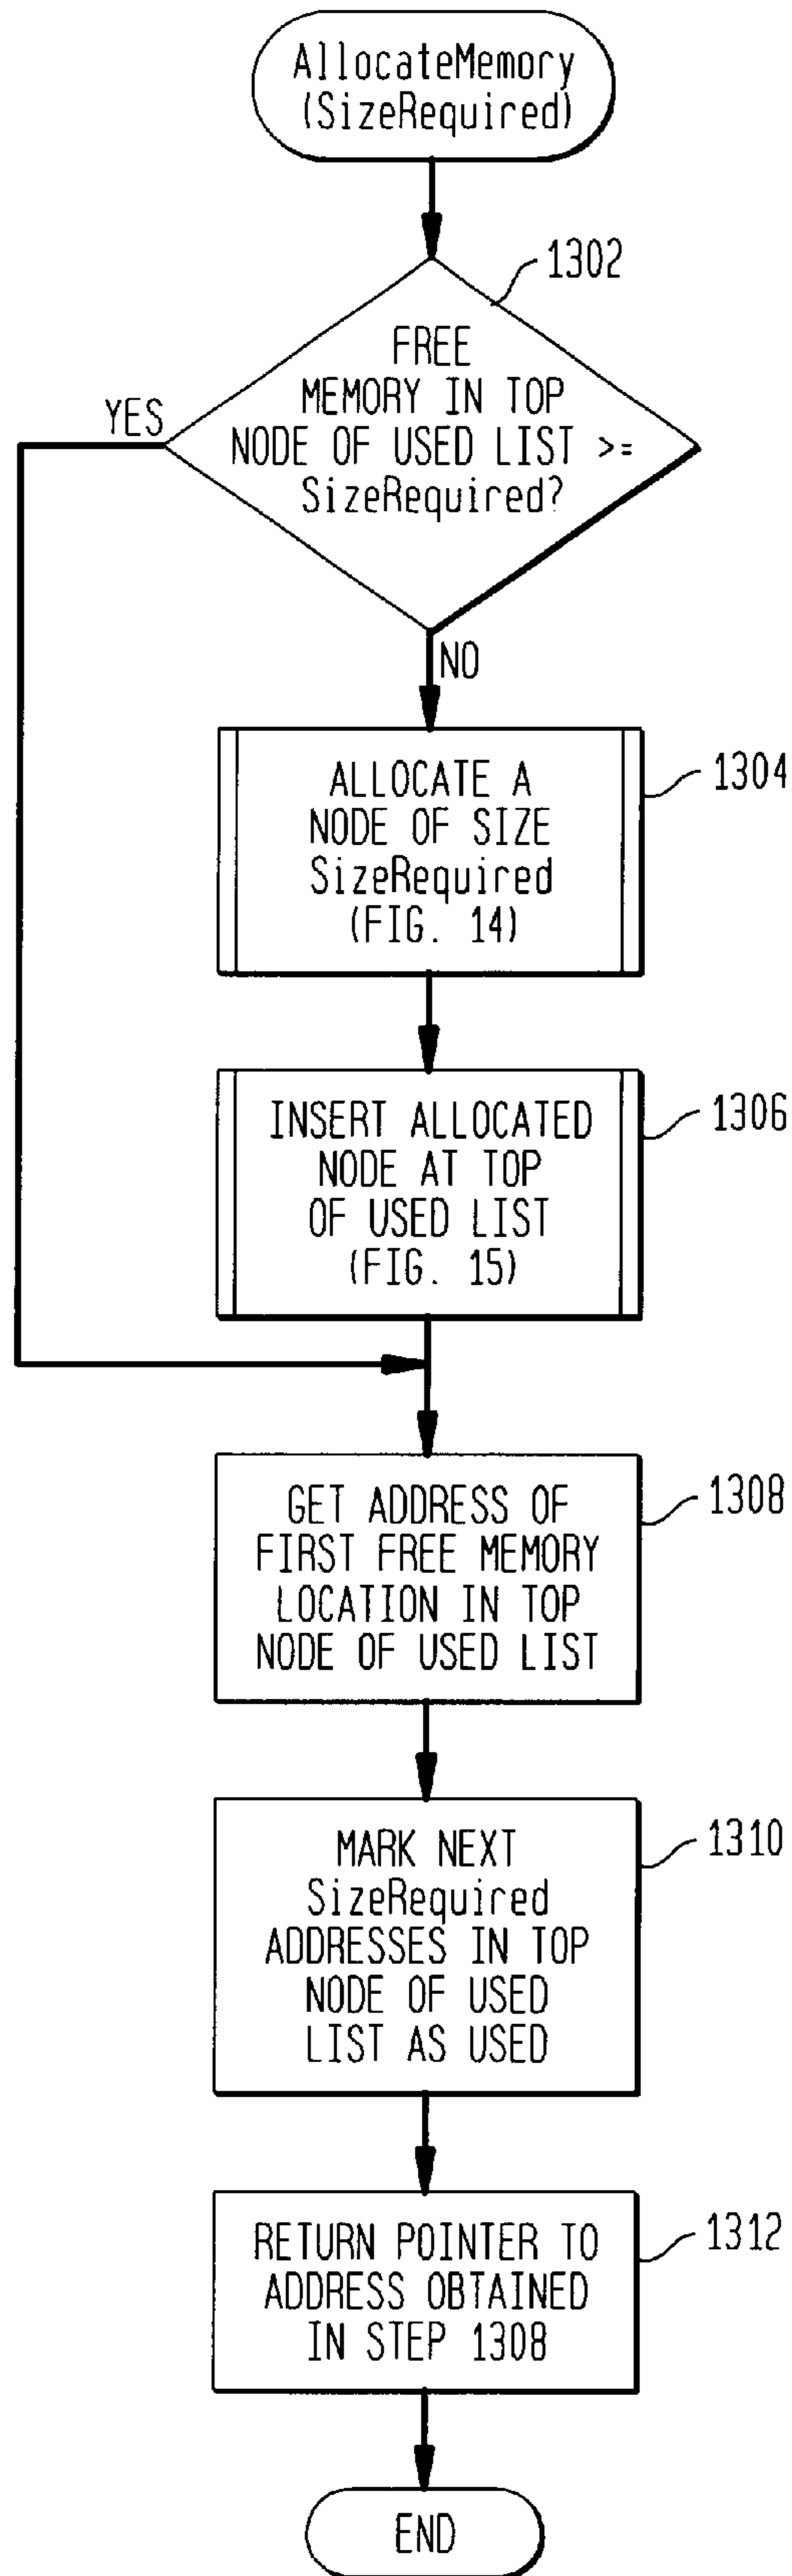 AllocateMemory
(SizeRequired)
1302
FREE
MEMORY IN TOP
NODE OF USED LIST >=
SizeRequired?
YES
NO
1304
ALLOCATE A
NODE OF SIZE
SizeRequired
(FIG. 14)
1306
INSERT ALLOCATED
NODE AT TOP
OF USED LIST
(FIG. 15)
1308
GET ADDRESS OF
FIRST FREE MEMORY
LOCATION IN TOP
NODE OF USED LIST
1310
MARK NEXT
SizeRequired
ADDRESSES IN TOP
NODE OF USED
LIST AS USED
1312
RETURN POINTER TO
ADDRESS OBTAINED
IN STEP 1308
END